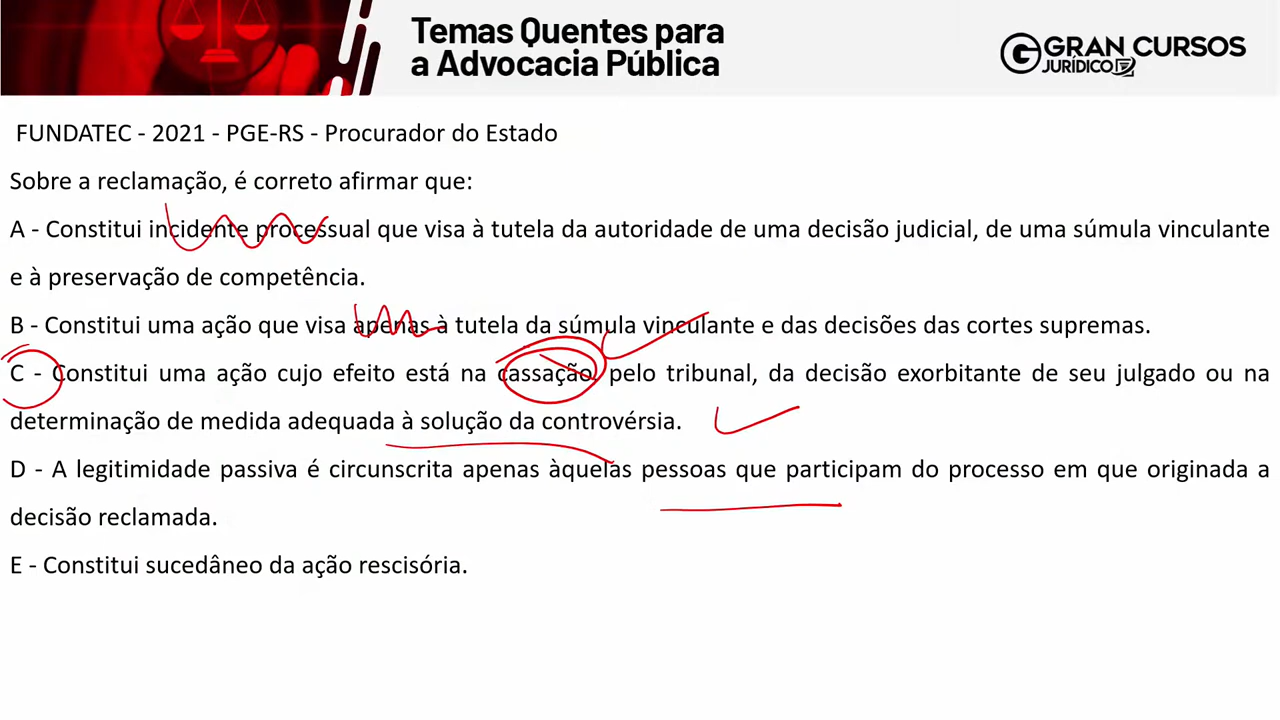 Temas Quentes para
a Advocacia Pública
GRAN CURSOS
JURÍDICO
FUNDATEC - 2021 - PGE-RS - Procurador do Estado
Sobre a reclamação, é correto afirmar que:
A - Constitui incidente processual que visa à tutela da autoridade de uma decisão judicial, de uma súmula vinculante
e à preservação de competência.
B - Constitui uma ação que visa apenas à tutela da súmula vinculante e das decisões das cortes supremas.
C - Constitui uma ação cujo efeito está na cassação, pelo tribunal, da decisão exorbitante de seu julgado ou na
determinação de medida adequada à solução da controvérsia.
D - A legitimidade passiva é circunscrita apenas àquelas pessoas que participam do processo em que originada a
decisão reclamada.
E - Constitui sucedâneo da ação rescisória.